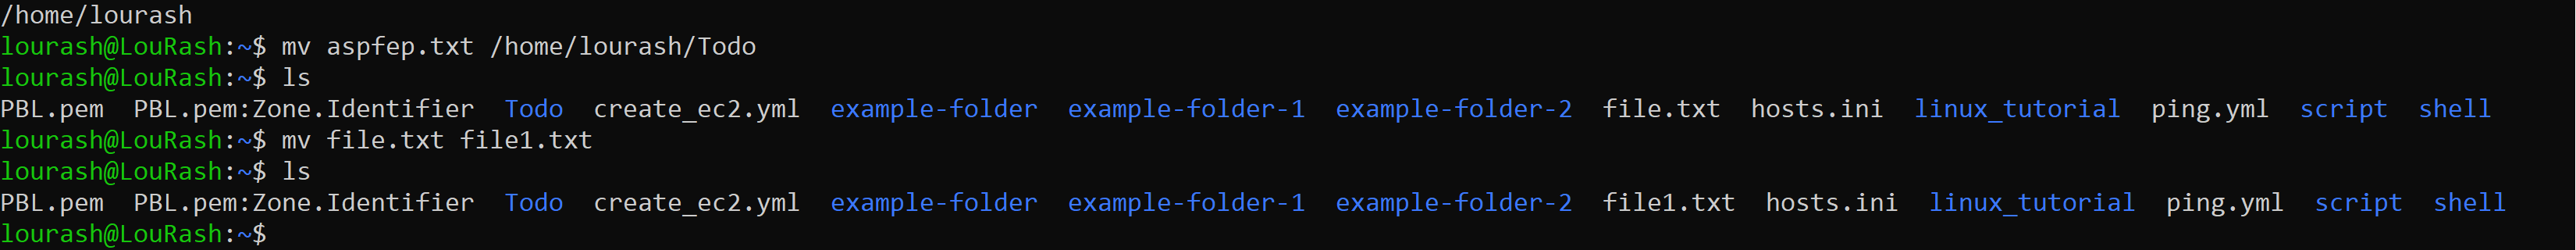 /home/lourash
lourash@LouRash:~$ mv aspfep.txt /home/lourash/Todo
lourash@LouRash:~$ ls
PBL.pem  PBL.pem:Zone.Identifier  Todo  create_ec2.yml  example-folder  example-folder-1  example-folder-2  file.txt  hosts.ini  linux_tutorial  ping.yml  script  shell
lourash@LouRash:~$ mv file.txt file1.txt
lourash@LouRash:~$ ls
PBL.pem  PBL.pem:Zone.Identifier  Todo  create_ec2.yml  example-folder  example-folder-1  example-folder-2  file1.txt  hosts.ini  linux_tutorial  ping.yml  script  shell
lourash@LouRash:~$